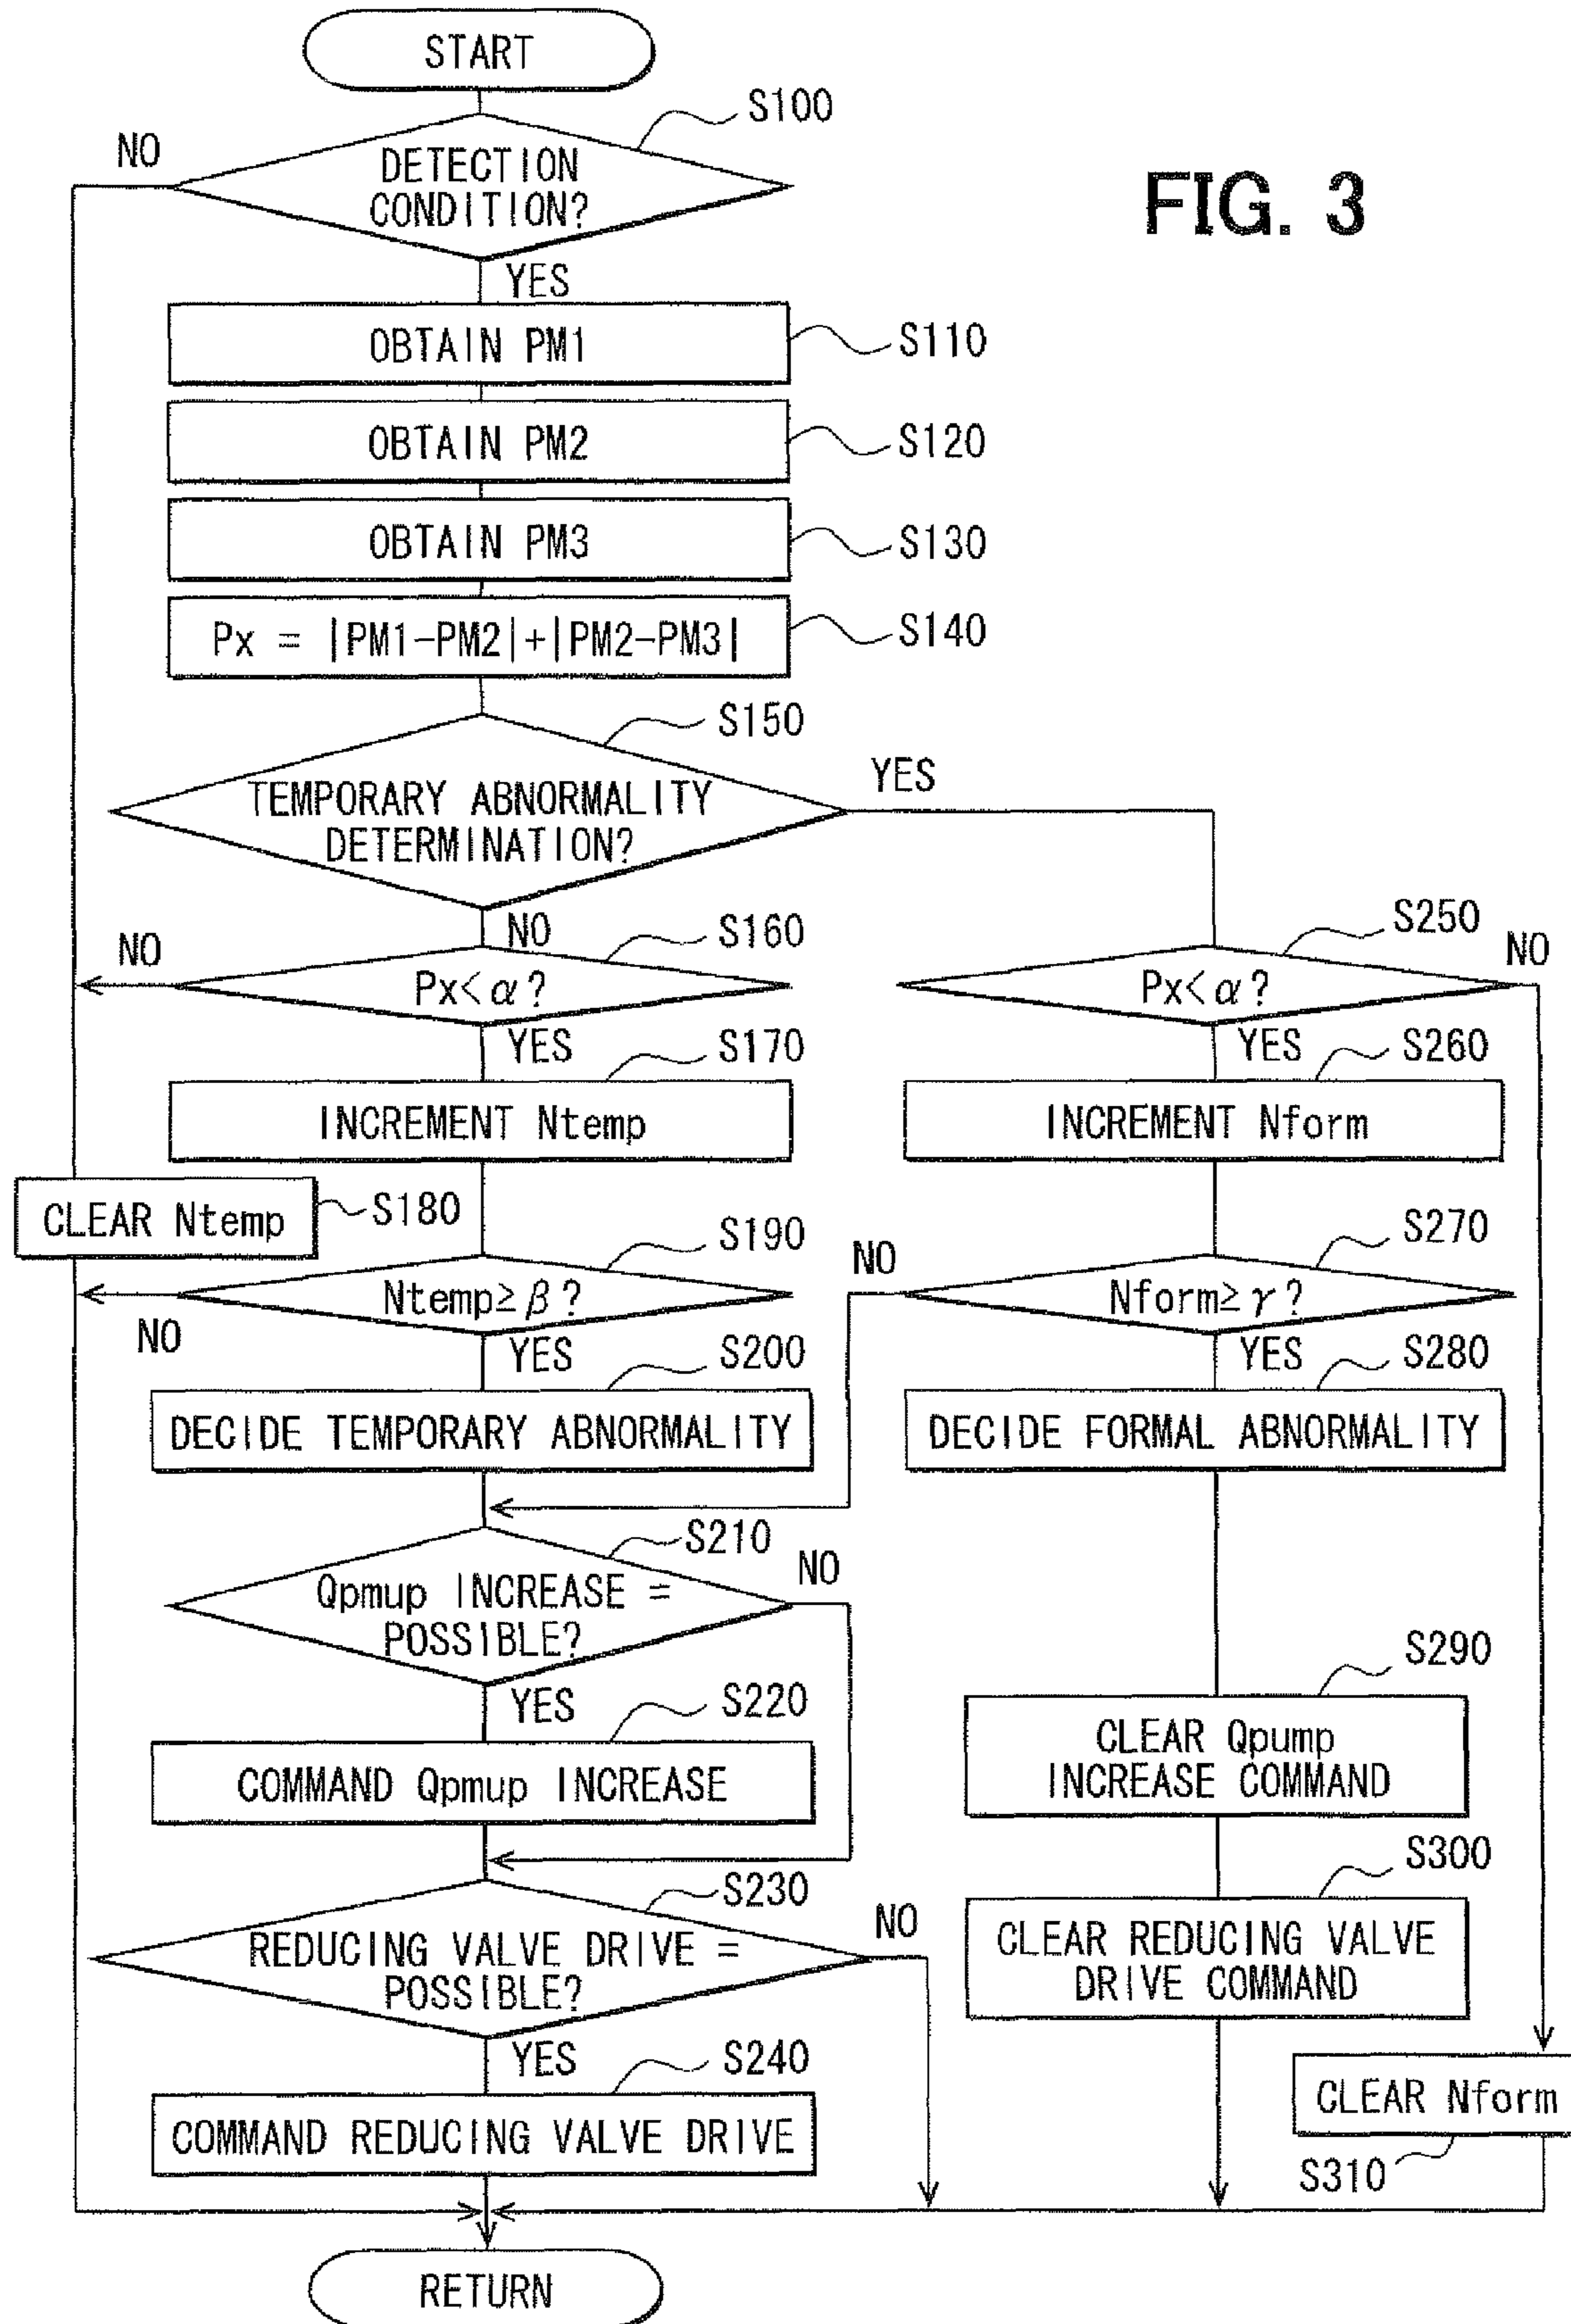 START
S100
NO
DETECTION
CONDITION?
FIG. 3
YES
OBTAIN PM1
S110
OBTAIN PM2
S120
OBTAIN PM3
S130
Px = |PM1-PM2|+|PM2-PM3|
S140
S150
YES
TEMPORARY ABNORMALITY
DETERMINATION?
NO
S160
NO
Px<α?
S250
NO
Px<α?
YES
S170
YES
S260
INCREMENT Ntemp
INCREMENT Nform
CLEAR Ntemp
S180
S190
S270
NO
Ntemp≥β?
Nform≥γ?
NO
YES
S200
YES
S280
DECIDE TEMPORARY ABNORMALITY
DECIDE FORMAL ABNORMALITY
S210
NO
Qpmup INCREASE =
POSSIBLE?
YES
S220
S290
COMMAND Qpmup INCREASE
CLEAR Qpump
INCREASE COMMAND
S230
S300
NO
REDUCING VALVE DRIVE =
POSSIBLE?
CLEAR REDUCING VALVE
DRIVE COMMAND
YES
S240
COMMAND REDUCING VALVE DRIVE
CLEAR Nform
S310
RETURN